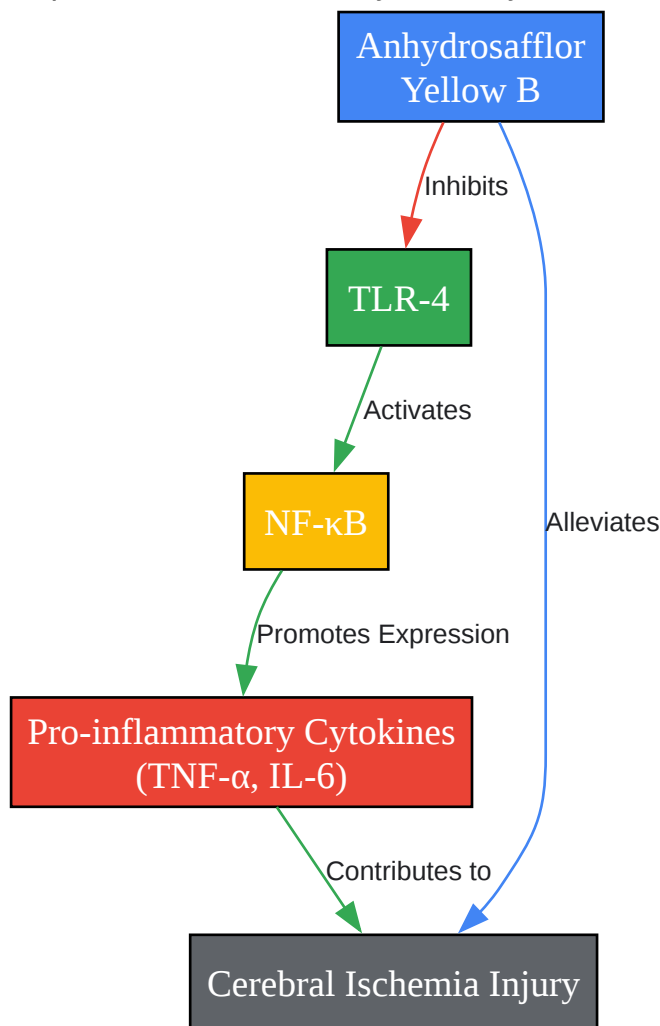 Anhydrosafflor
Yellow B
Inhibits
TLR-4
Activates
NF-κB
Alleviates
Promotes Expression
Pro-inflammatory Cytokines
(TNF-α, IL-6)
Contributes to
Cerebral Ischemia Injury